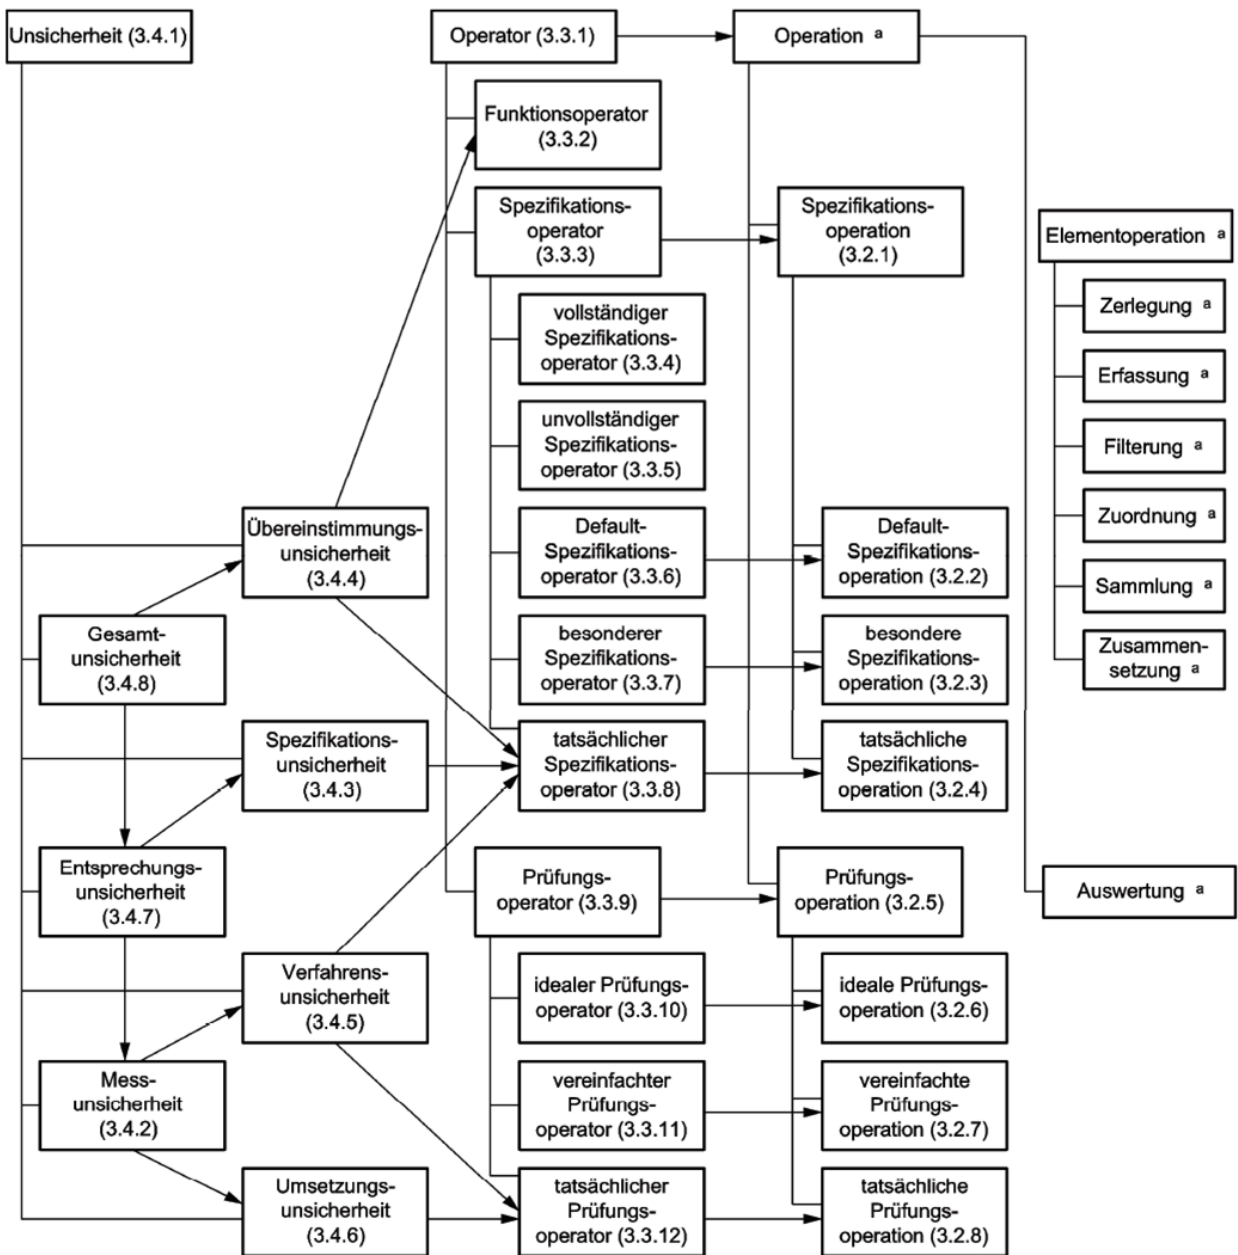 Unsicherheit (3.4.1)
Operator (3.3.1)
Operation a
Funktionsoperator
(3.3.2)
Spezifikations-
operator
(3.3.3)
Spezifikations-
operation
(3.2.1)
Elementoperation a
Zerlegung a
vollständiger
Spezifikations-
operator (3.3.4)
Erfassung a
unvollständiger
Spezifikations-
operator (3.3.5)
Filterung a
Übereinstimmungs-
unsicherheit
(3.4.4)
Default-
Spezifikations-
operator (3.3.6)
Default-
Spezifikations-
operation (3.2.2)
Zuordnung a
Sammlung a
Gesamt-
unsicherheit
(3.4.8)
besonderer
Spezifikations-
operator (3.3.7)
besondere
Spezifikations-
operation (3.2.3)
Zusammen-
setzung a
Spezifikations-
unsicherheit
(3.4.3)
tatsächlicher
Spezifikations-
operator (3.3.8)
tatsächliche
Spezifikations-
operation (3.2.4)
Entsprechungs-
unsicherheit
(3.4.7)
Prüfungs-
operator (3.3.9)
Prüfungs-
operation (3.2.5)
Auswertung a
Verfahrens-
unsicherheit
(3.4.5)
idealer Prüfungs-
operator (3.3.10)
ideale Prüfungs-
operation (3.2.6)
Mess-
unsicherheit
(3.4.2)
vereinfachter
Prüfungs-
operator (3.3.11)
vereinfachte
Prüfungs-
operation (3.2.7)
Umsetzungs-
unsicherheit
(3.4.6)
tatsächlicher
Prüfungs-
operator (3.3.12)
tatsächliche
Prüfungs-
operation (3.2.8)